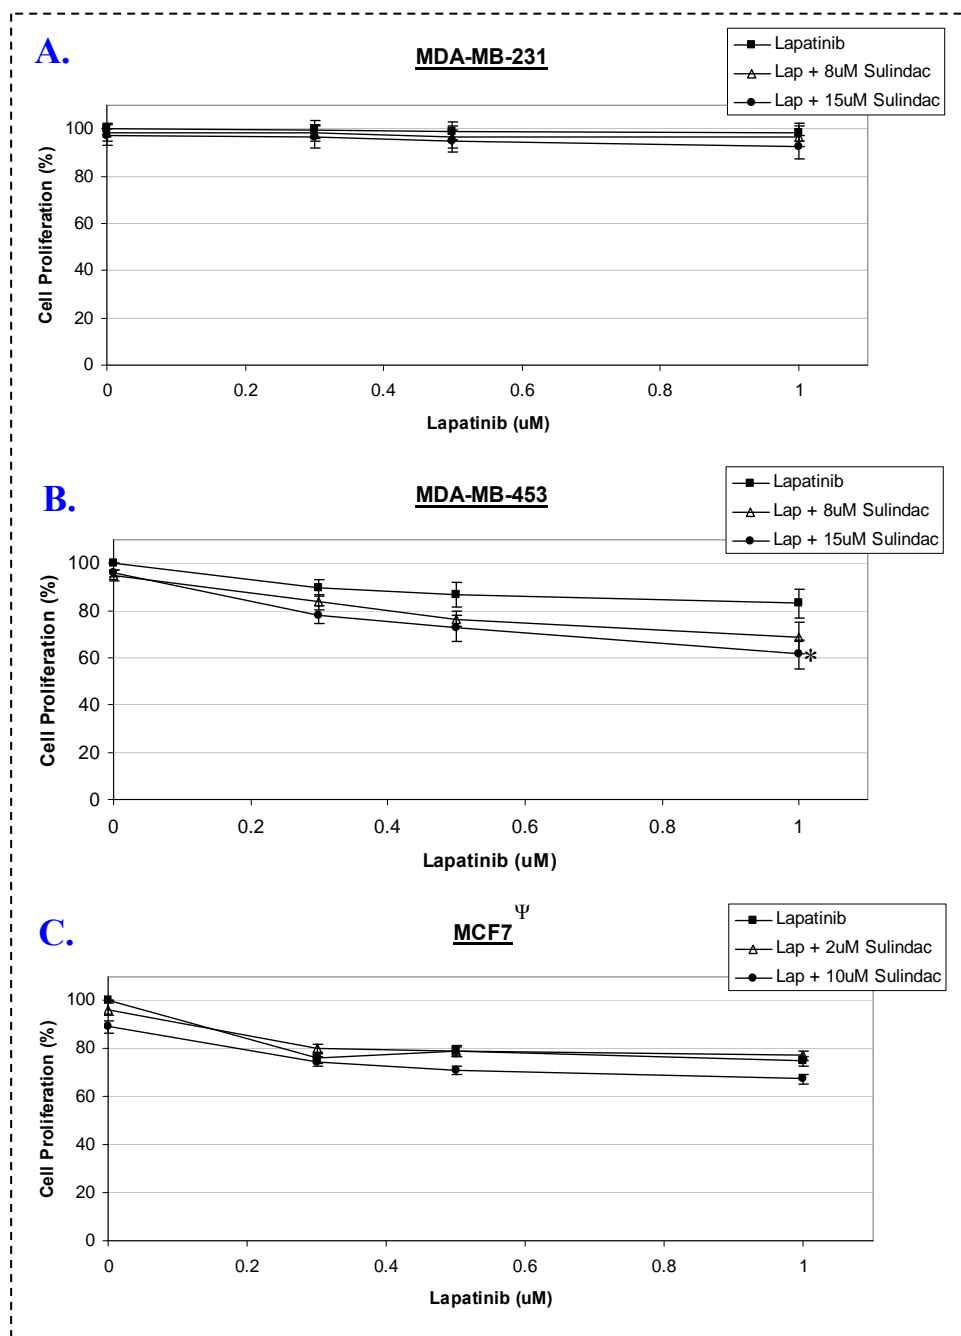 A.
MDA-MB-231
Lapatinib
Lap + 8uM Sulindac
Lap + 15uM Sulindac
Cell Proliferation (%)
100
80
60
40
20
0
0 0.2 0.4 0.6 0.8 1
Lapatinib (uM)
B.
MDA-MB-453
Lapatinib
Lap + 8uM Sulindac
Lap + 15uM Sulindac
Cell Proliferation (%)
100
80
60
40
20
0
*
0 0.2 0.4 0.6 0.8 1
Lapatinib (uM)
C.
MCF7Ψ
Lapatinib
Lap + 2uM Sulindac
Lap + 10uM Sulindac
Cell Proliferation (%)
100
80
60
40
20
0
0 0.2 0.4 0.6 0.8 1
Lapatinib (uM)